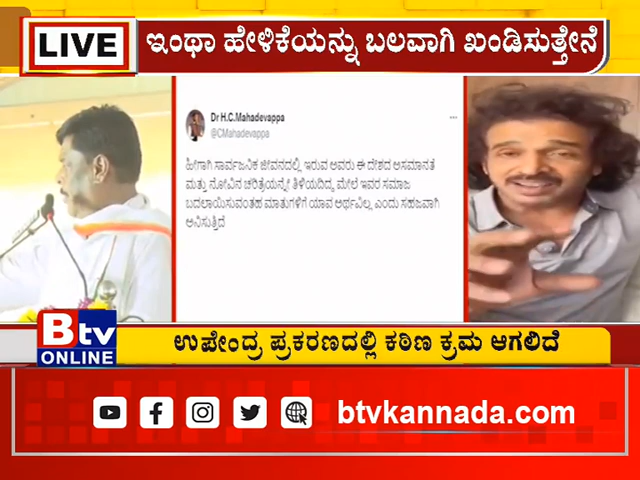 LIVE
ಇಂಥಾ ಹೇಳಿಕೆಯನ್ನು ಬಲವಾಗಿ ಖಂಡಿಸುತ್ತೇನೆ
Dr H.C.Mahadevappa
@CMahadevappa
ಹೀಗಾಗಿ ಸಾರ್ವಜನಿಕ ಜೀವನದಲ್ಲಿ ಇರುವ ಅವರು ಈ ದೇಶದ ಅಸಮಾನತೆ
ಮತ್ತು ನೋವಿನ ಚರಿತ್ರೆಯನ್ನೇ ತಿಳಿಯದಿದ್ದ ಮೇಲೆ ಇವರ ಸಮಾಜ
ಬದಲಾಯಿಸುವಂತಹ ಮಾತುಗಳಿಗೆ ಯಾವ ಅರ್ಥವಿಲ್ಲ ಎಂದು ಸಹಜವಾಗಿ
ಅನಿಸುತ್ತಿದೆ
Btv
ONLINE
ಉಪೇಂದ್ರ ಪ್ರಕರಣದಲ್ಲಿ ಕಠಿಣ ಕ್ರಮ ಆಗಲಿದೆ
btvkannada.com